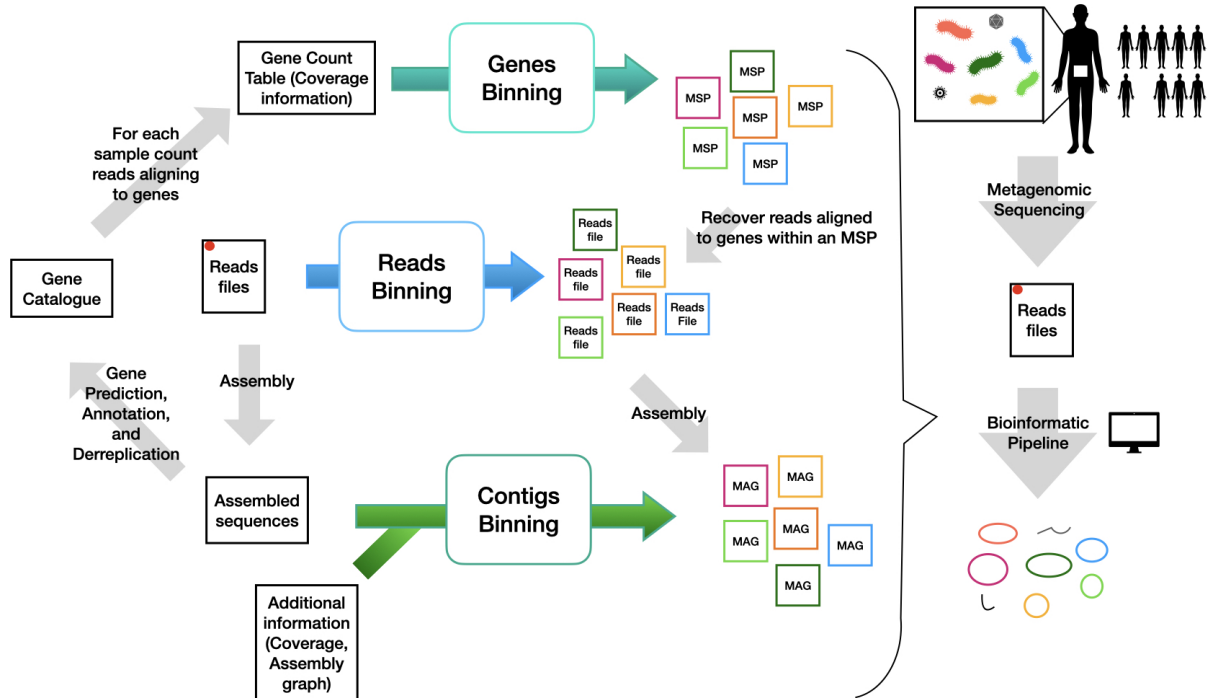 Gene Count
Table (Coverage
information)
Genes
Binning
MSP
MSP
MSP
MSP
MSP
MSP
For each
sample count
reads aligning
to genes
Recover reads aligned
to genes within an MSP
Gene
Catalogue
Reads
files
Reads
Binning
Reads
file
Reads
file
Reads
file
Reads
file
Reads
File
Reads
file
Gene
Prediction,
Annotation,
and
Derreplication
Assembly
Assembly
Assembled
sequences
Contigs
Binning
MAG
MAG
MAG
MAG
MAG
MAG
Additional
information
(Coverage,
Assembly
graph)
Metagenomic
Sequencing
Reads
files
Bioinformatic
Pipeline